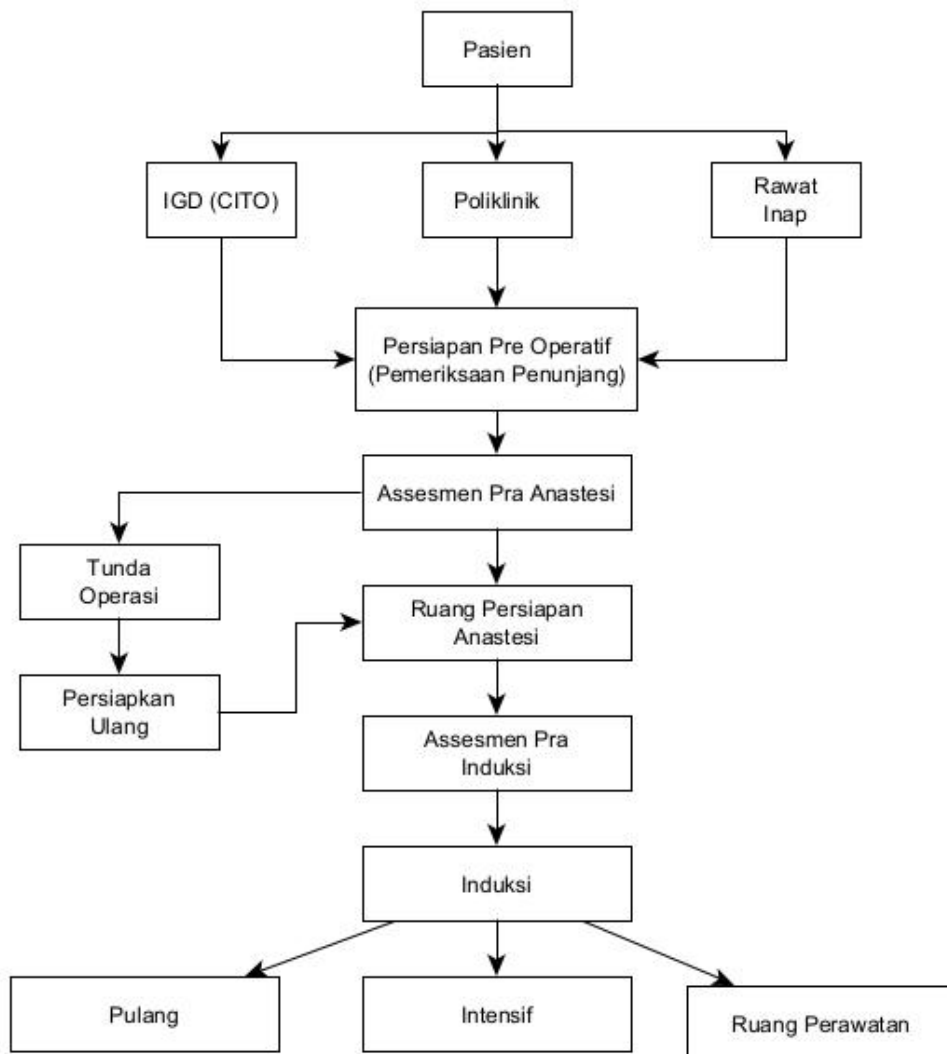 Pasien
IGD (CITO)
Poliklinik
Rawat
Inap
Persiapan Pre Operatif
(Pemeriksaan Penunjang)
Assesmen Pra Anastesi
Tunda
Operasi
Ruang Persiapan
Anastesi
Persiapkan
Ulang
Assesmen Pra
Induksi
Induksi
Pulang
Intensif
Ruang Perawatan